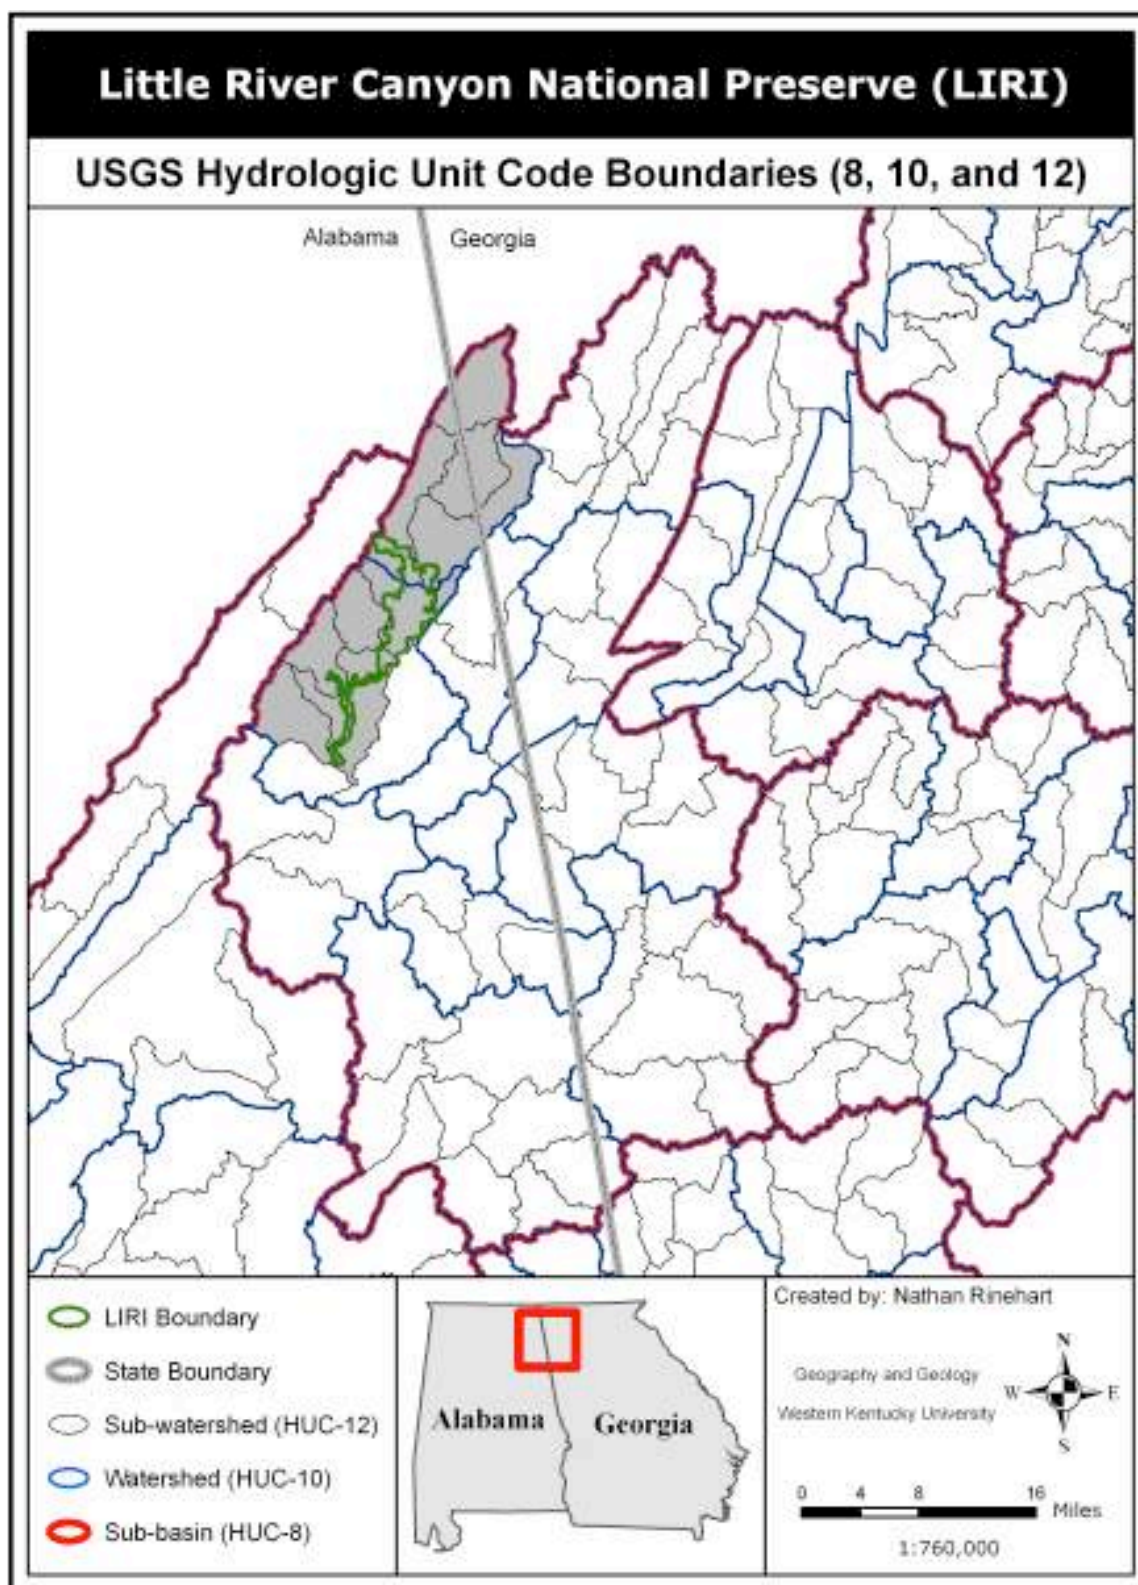 Little River Canyon National Preserve (LIRI)
USGS Hydrologic Unit Code Boundaries (8, 10, and 12)
Alabama Georgia
LIRI Boundary
State Boundary
Sub-watershed (HUC-12)
Watershed (HUC-10)
Sub-basin (HUC-8)
Alabama Georgia
Created by: Nathan Rinehart
Geography and Geology
Western Kentucky University
N
W E
S
0 4 8 16
Miles
1:760,000